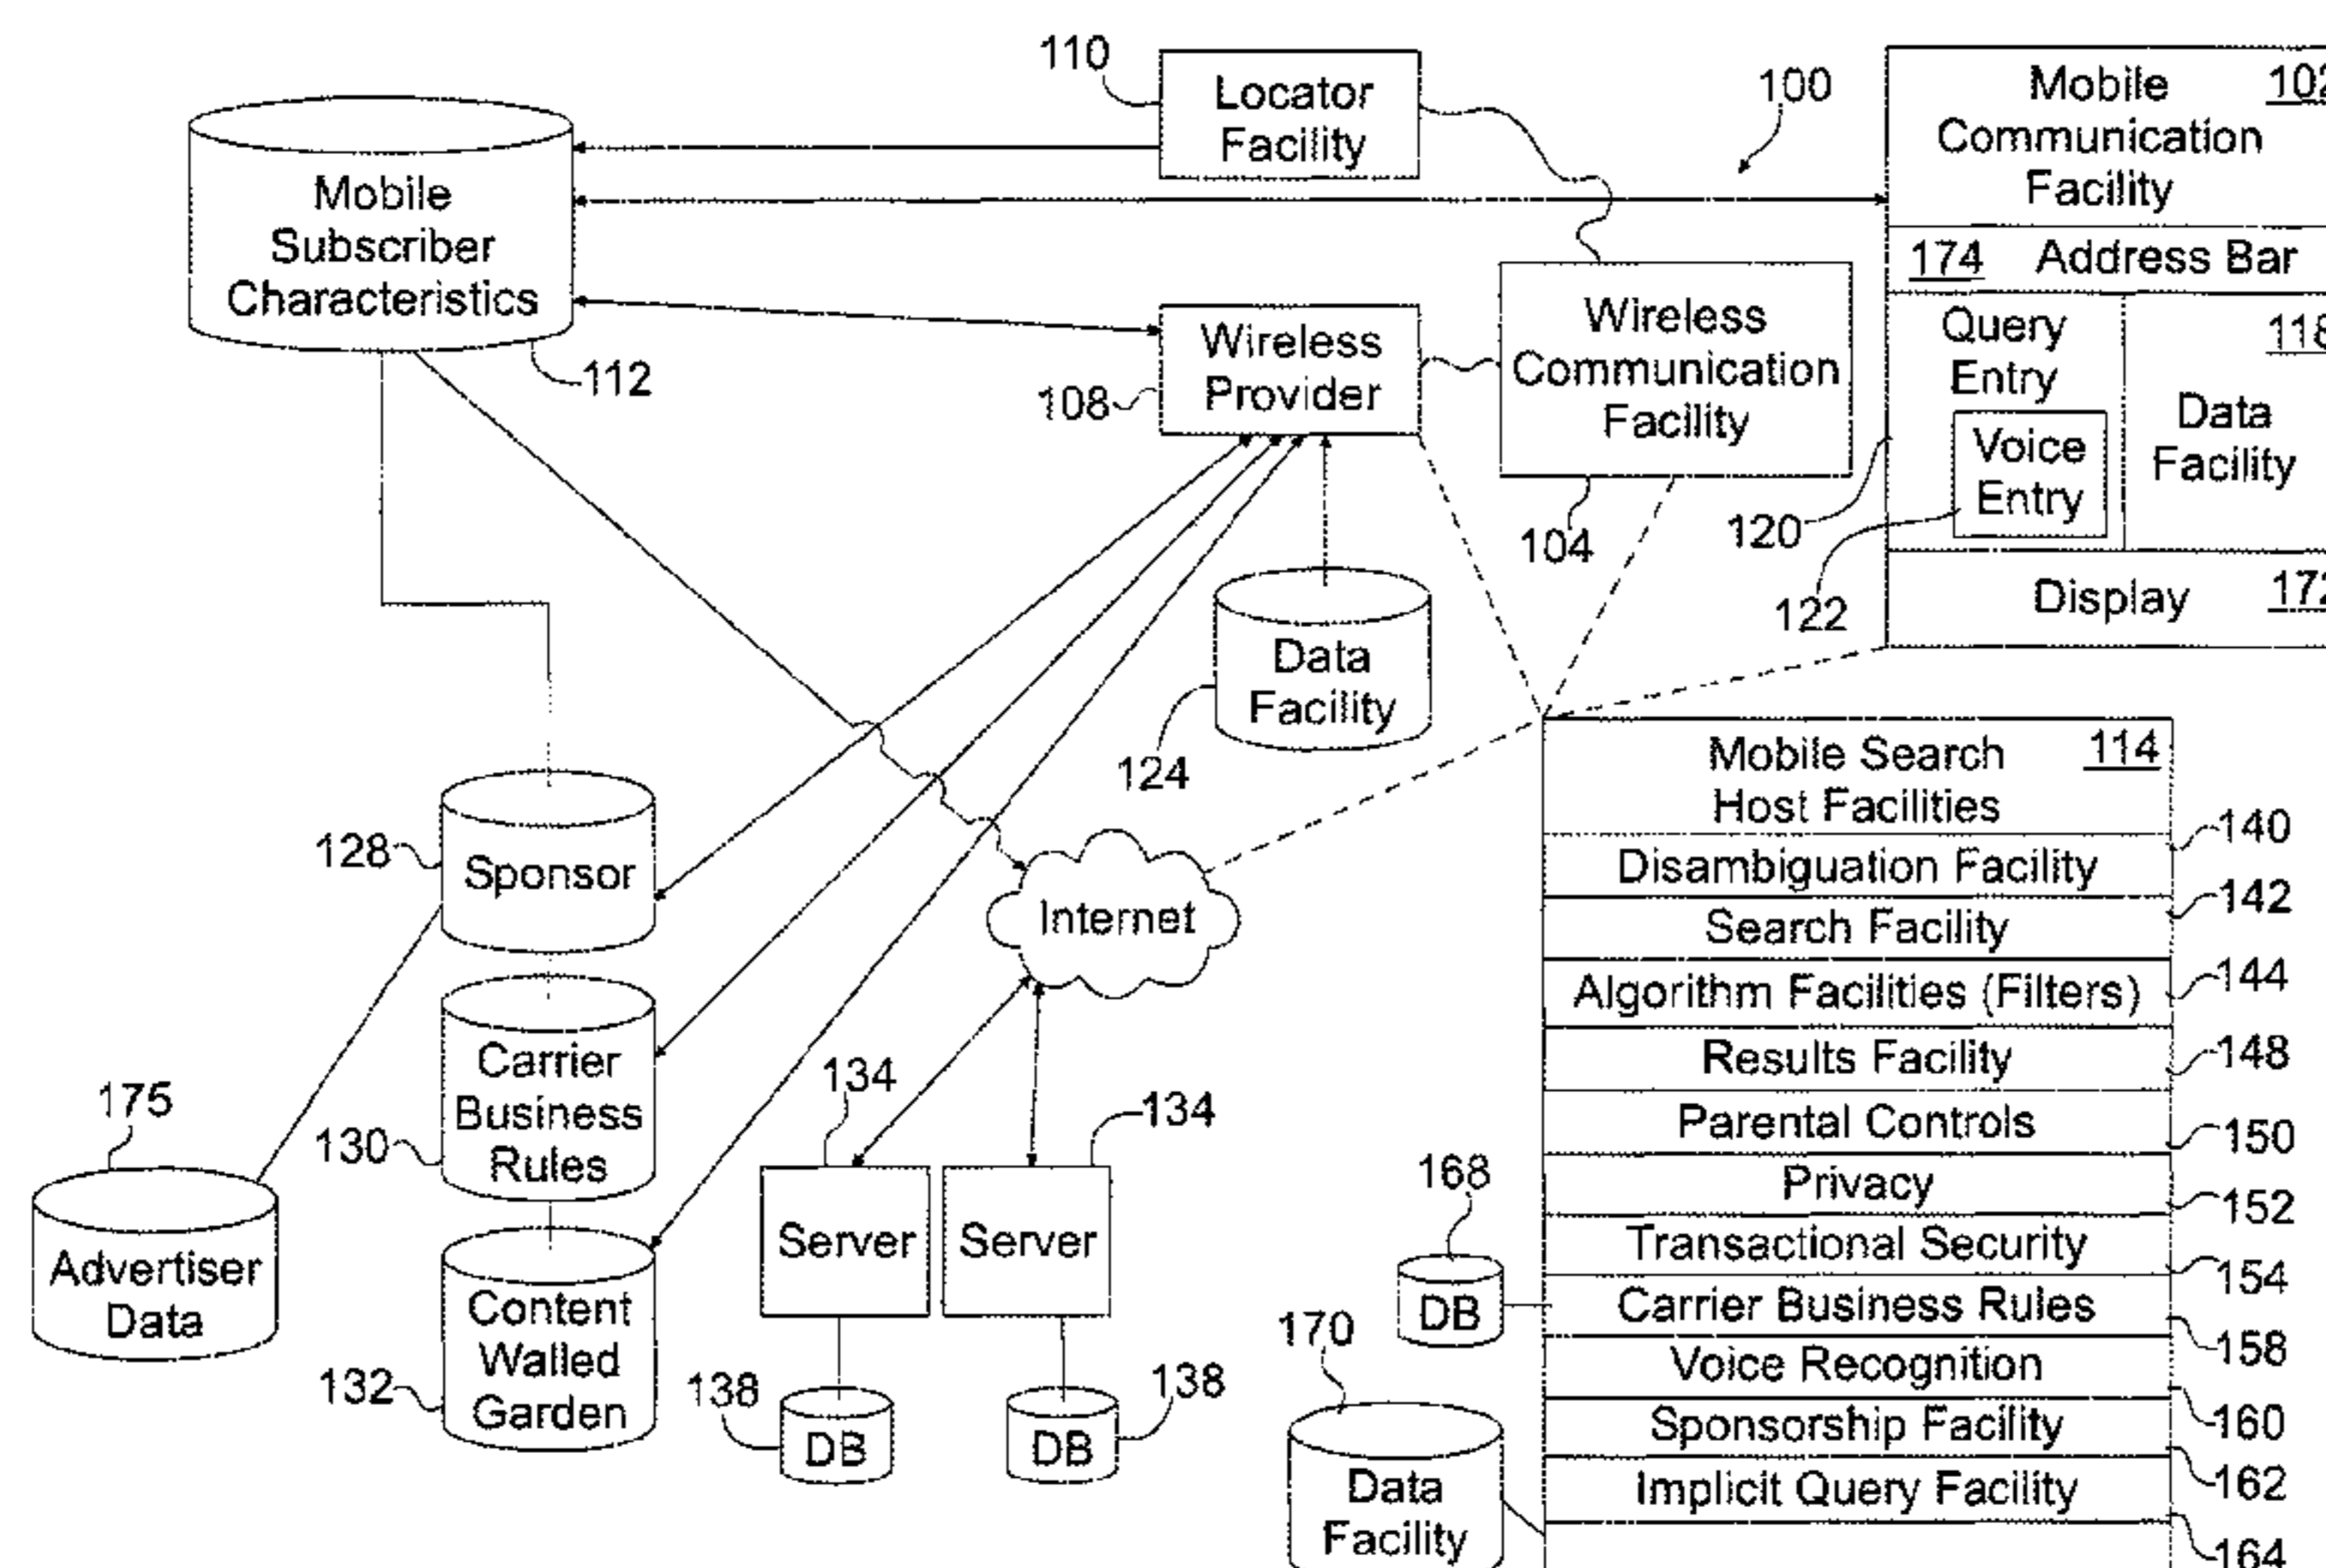 110
Locator
Facility
100
Mobile
Communication
Facility
Mobile
Subscriber
Characteristics
112
174
Address Bar
Wireless
Provider
108
Wireless
Communication
Facility
104
Query
Entry
Voice
Entry
Data
Facility
120
122
Display
Data
Facility
124
128
Sponsor
Internet
Mobile Search
Host Facilities
114
140
Disambiguation Facility
142
Search Facility
144
Algorithm Facilities (Filters)
148
Results Facility
150
Parental Controls
152
Privacy
154
Transactional Security
158
Carrier Business Rules
160
Voice Recognition
162
Sponsorship Facility
164
Implicit Query Facility
175
Advertiser
Data
130
Carrier
Business
Rules
132
Content
Walled
Garden
134
134
Server
Server
138
DB
DB
138
168
DB
170
Data
Facility